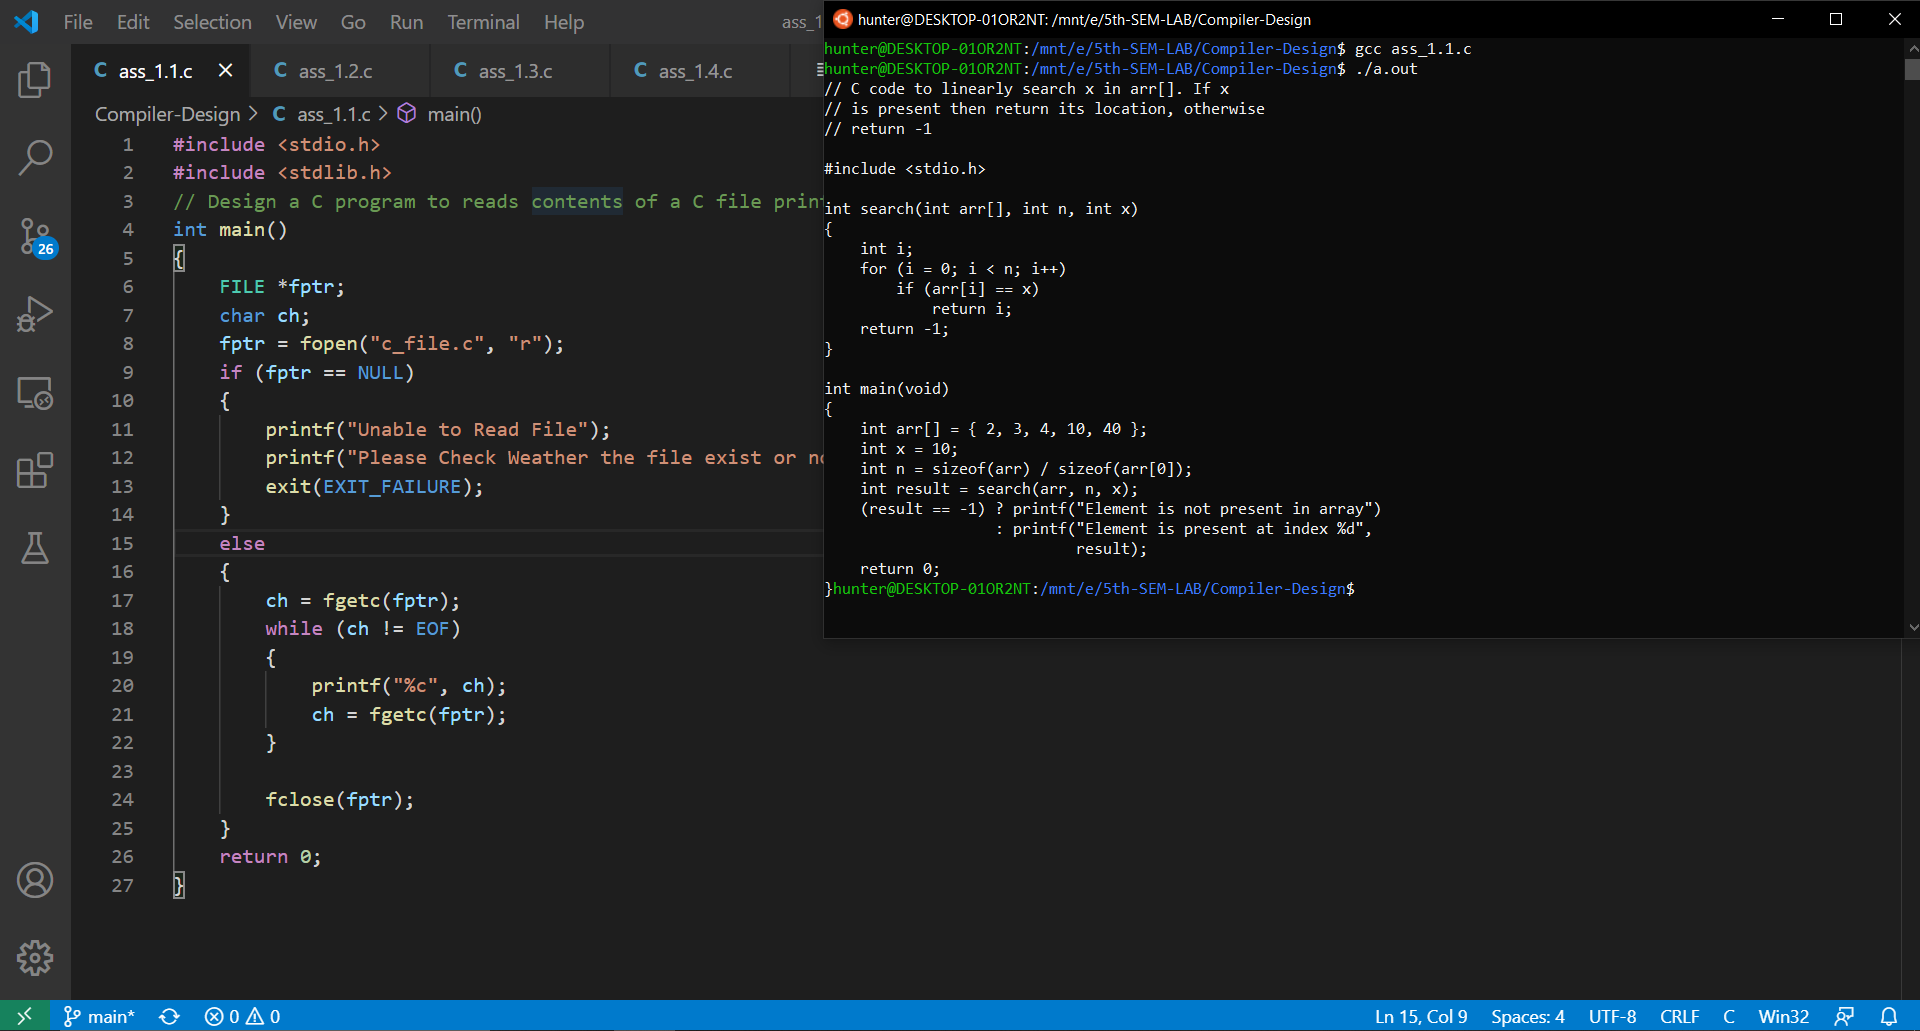 File Edit Selection View Go Run Terminal Help ass_1
ass_1.1.c ass_1.2.c ass_1.3.c ass_1.4.c
Compiler-Design > C ass_1.1.c > main()
1 #include <stdio.h>
2 #include <stdlib.h>
3 // Design a C program to reads contents of a C file prin
4 int main()
5 {
6 FILE *fptr;
7 char ch;
8 fptr = fopen("c_file.c", "r");
9 if (fptr == NULL)
10 {
11 printf("Unable to Read File");
12 printf("Please Check Weather the file exist or no
13 exit(EXIT_FAILURE);
14 }
15 else
16 {
17 ch = fgetc(fptr);
18 while (ch != EOF)
19 {
20 printf("%c", ch);
21 ch = fgetc(fptr);
22 }
23
24 fclose(fptr);
25 }
26 return 0;
27 }
26
hunter@DESKTOP-01OR2NT: /mnt/e/5th-SEM-LAB/Compiler-Design
hunter@DESKTOP-01OR2NT:/mnt/e/5th-SEM-LAB/Compiler-Design$ gcc ass_1.1.c
hunter@DESKTOP-01OR2NT:/mnt/e/5th-SEM-LAB/Compiler-Design$ ./a.out
// C code to linearly search x in arr[]. If x
// is present then return its location, otherwise
// return -1
#include <stdio.h>
int search(int arr[], int n, int x)
{
int i;
for (i = 0; i < n; i++)
if (arr[i] == x)
return i;
return -1;
}
int main(void)
{
int arr[] = { 2, 3, 4, 10, 40 };
int x = 10;
int n = sizeof(arr) / sizeof(arr[0]);
int result = search(arr, n, x);
(result == -1) ? printf("Element is not present in array")
: printf("Element is present at index %d",
result);
return 0;
}hunter@DESKTOP-01OR2NT:/mnt/e/5th-SEM-LAB/Compiler-Design$
main* 0 0 Ln 15, Col 9 Spaces: 4 UTF-8 CRLF C Win32